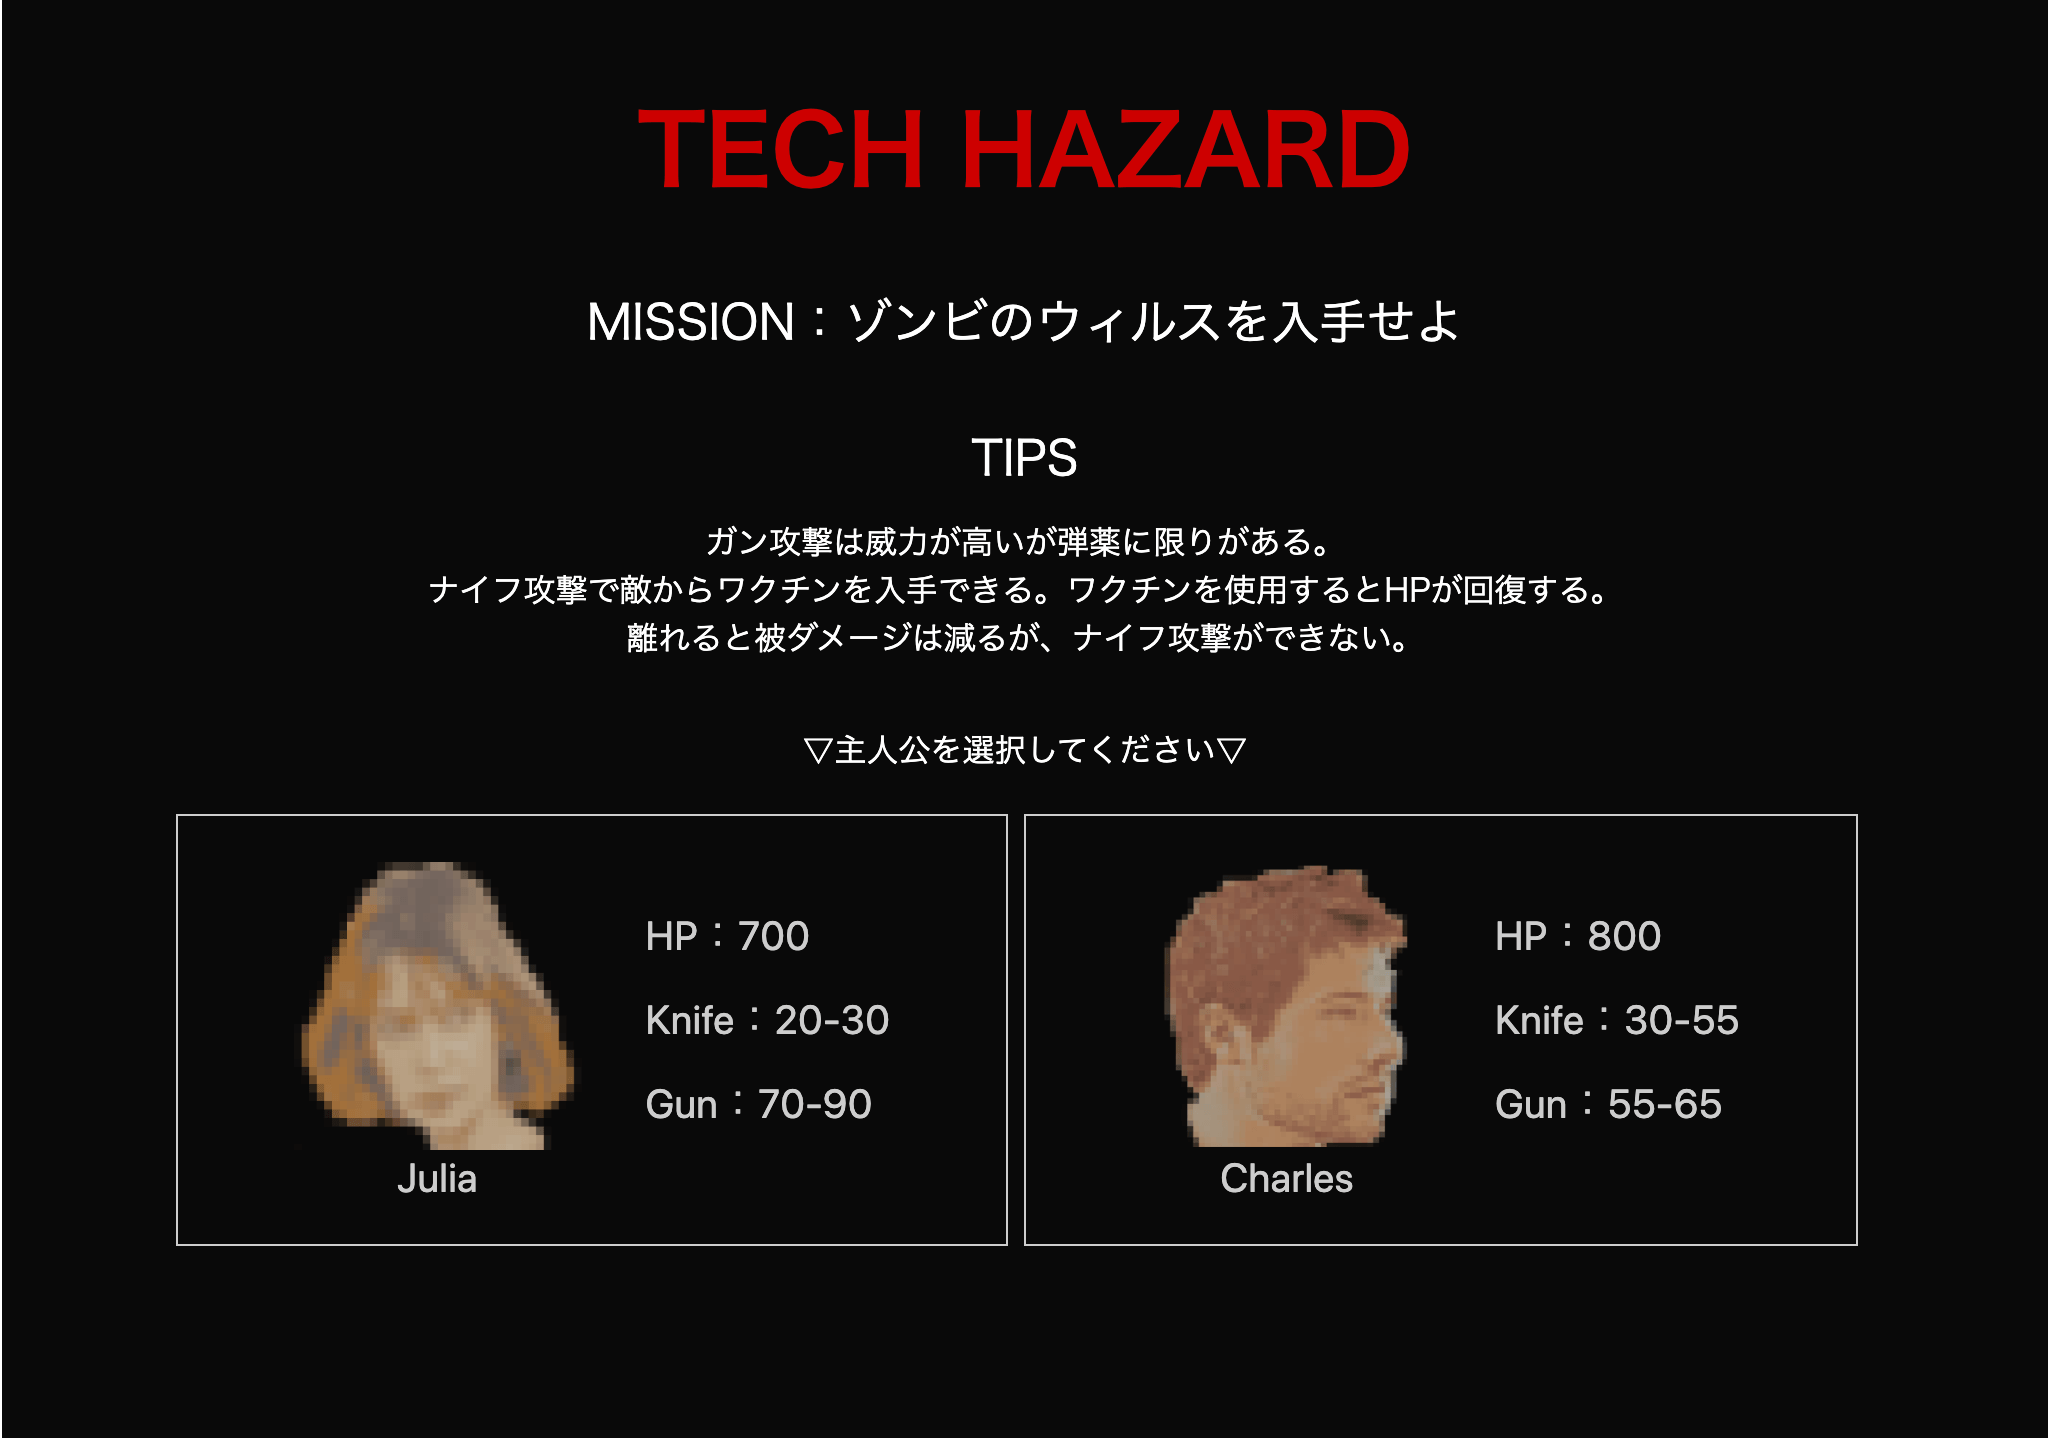 TECH HAZARD
MISSION：ゾンビのウィルスを入手せよ
TIPS
ガン攻撃は威力が高いが弾薬に限りがある。
ナイフ攻撃で敵からワクチンを入手できる。ワクチンを使用するとHPが回復する。
離れると被ダメージは減るが、ナイフ攻撃ができない。
▽主人公を選択してください▽
HP：700
Knife：20-30
Gun：70-90
Julia
HP：800
Knife：30-55
Gun：55-65
Charles